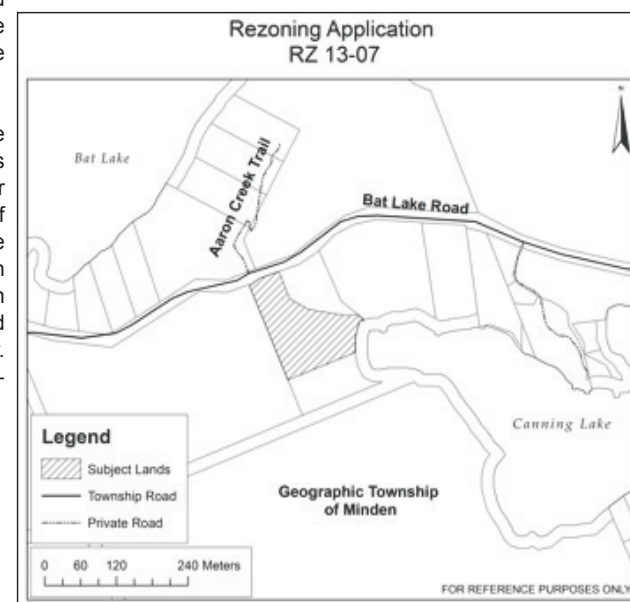 Rezoning Application
RZ 13-07
N
Bat Lake
Aaron Creek Trail
Bat Lake Road
Canning Lake
Legend
Subject Lands
Township Road
Private Road
Geographic Township
of Minden
0 60 120 240 Meters
FOR REFERENCE PURPOSES ONLY